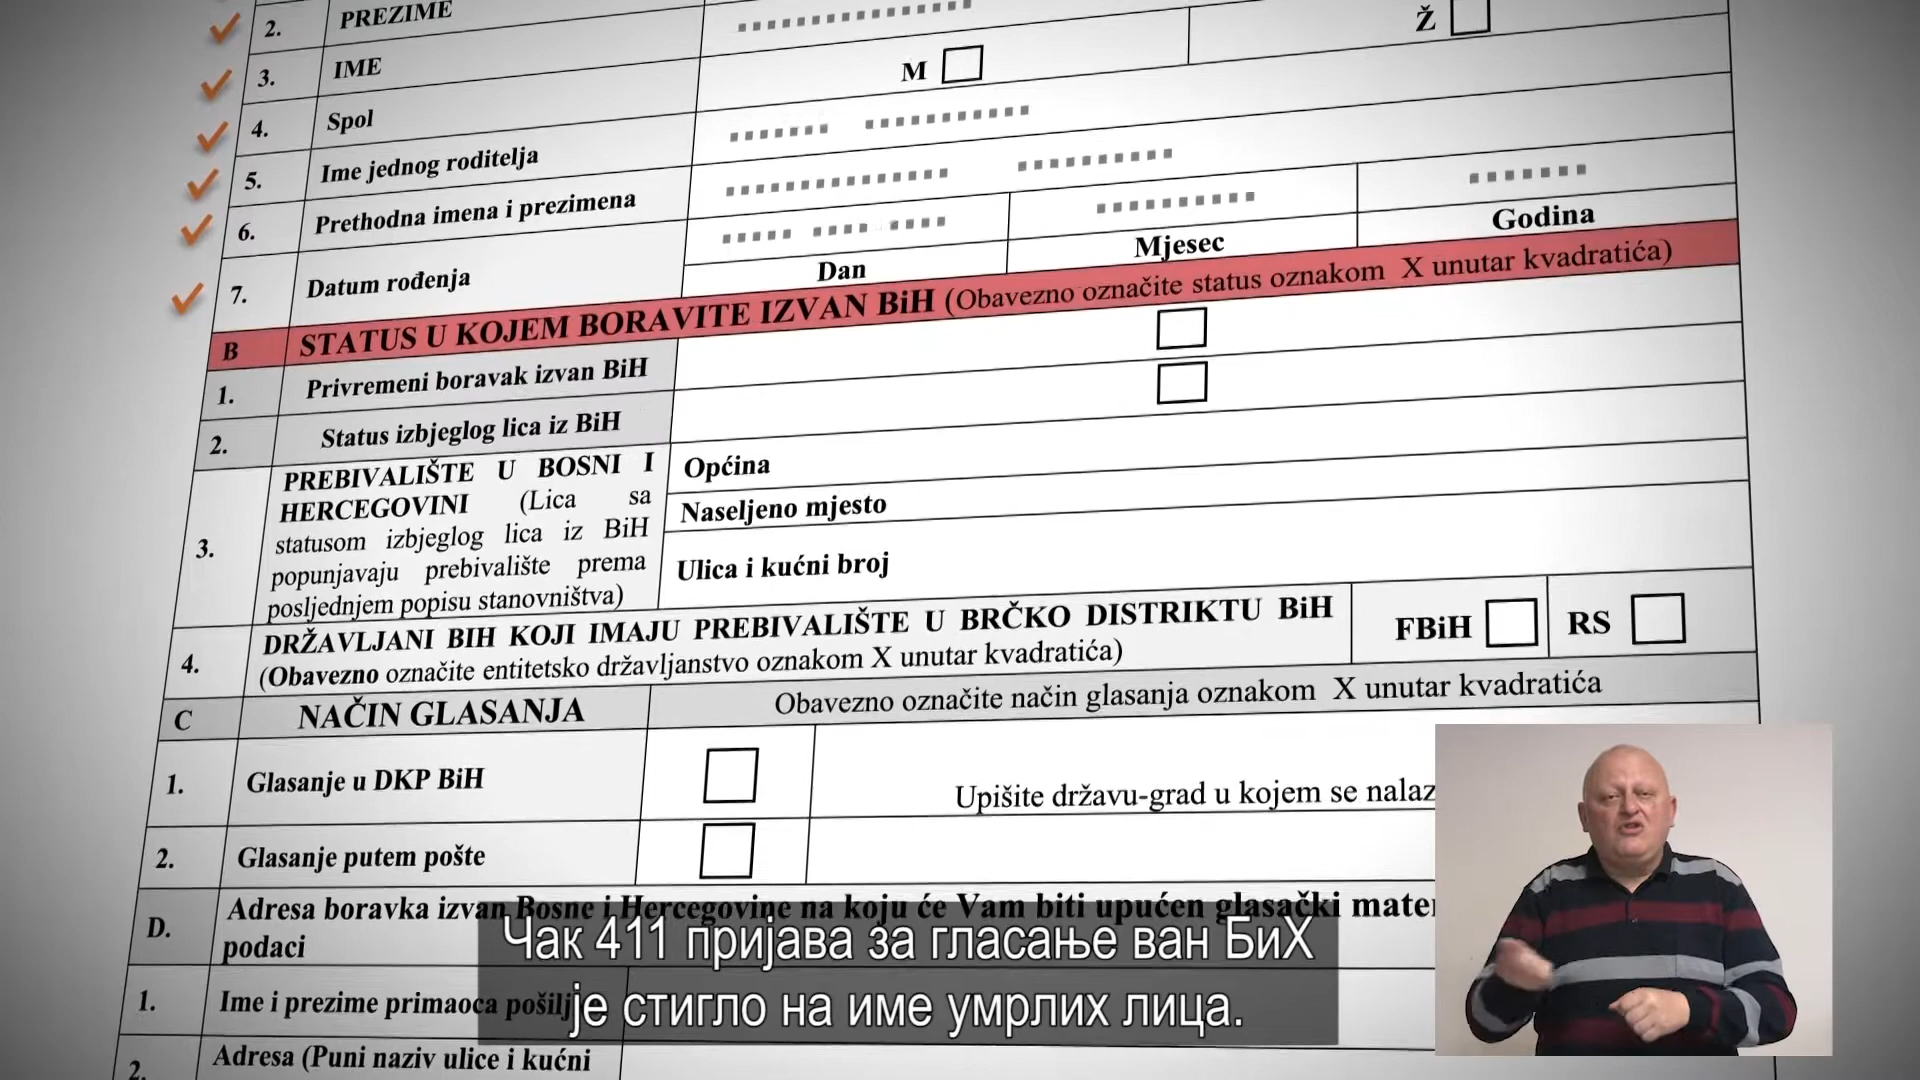 2. PREZIME
3. IME
M Ž
4. Spol
5. Ime jednog roditelja
6. Prethodna imena i prezimena
7. Datum rođenja
Dan Mjesec Godina
B STATUS U KOJEM BORAVITE IZVAN BiH (Obavezno označite status oznakom X unutar kvadratića)
1. Privremeni boravak izvan BiH
2. Status izbjeglog lica iz BiH
3. PREBIVALIŠTE U BOSNI I
HERCEGOVINI (Lica sa
statusom izbjeglog lica iz BiH
popunjavaju prebivalište prema
posljednjem popisu stanovništva)
Općina
Naseljeno mjesto
Ulica i kućni broj
4. DRŽAVLJANI BIH KOJI IMAJU PREBIVALIŠTE U BRČKO DISTRIKTU BiH
(Obavezno označite entitetsko državljanstvo oznakom X unutar kvadratića)
FBiH RS
C NAČIN GLASANJA Obavezno označite način glasanja oznakom X unutar kvadratića
1. Glasanje u DKP BiH
Upišite državu-grad u kojem se nalaz
2. Glasanje putem pošte
D. Adresa boravka izvan Bosne i Hercegovine na koju će Vam biti upućen glasački mater
podaci
1. Ime i prezime primaoca pošilj
2. Adresa (Puni naziv ulice i kućni
Чак 411 пријава за гласање ван БиХ
је стигло на име умрлих лица.